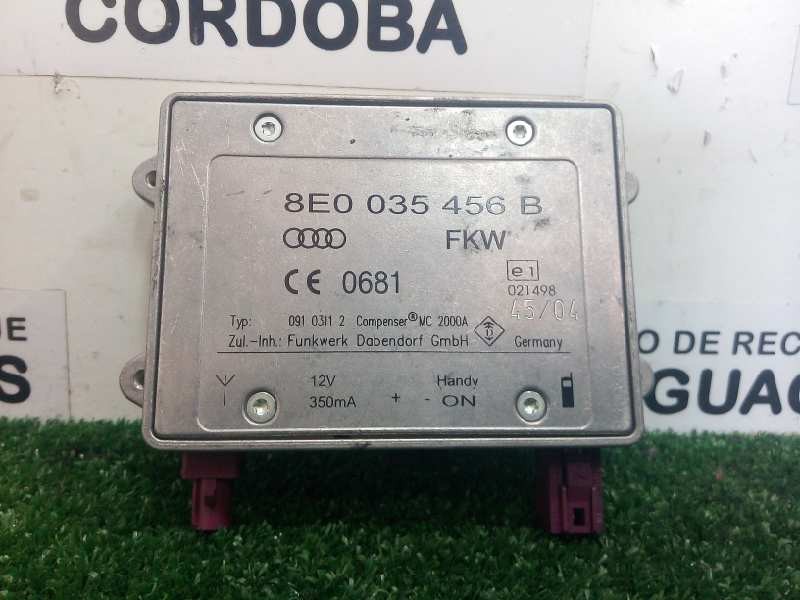 CORDOBA
8E0 035 456 B
FKW
CE 0681
e1
021498
45/04
Typ: 091 0311 2 Compenser® MC 2000A
Zul.-Inh.: Funkwerk Dabendorf GmbH
Germany
12V
350mA
+ -
Handy
ON
DE
S
O DE REC
GUAC